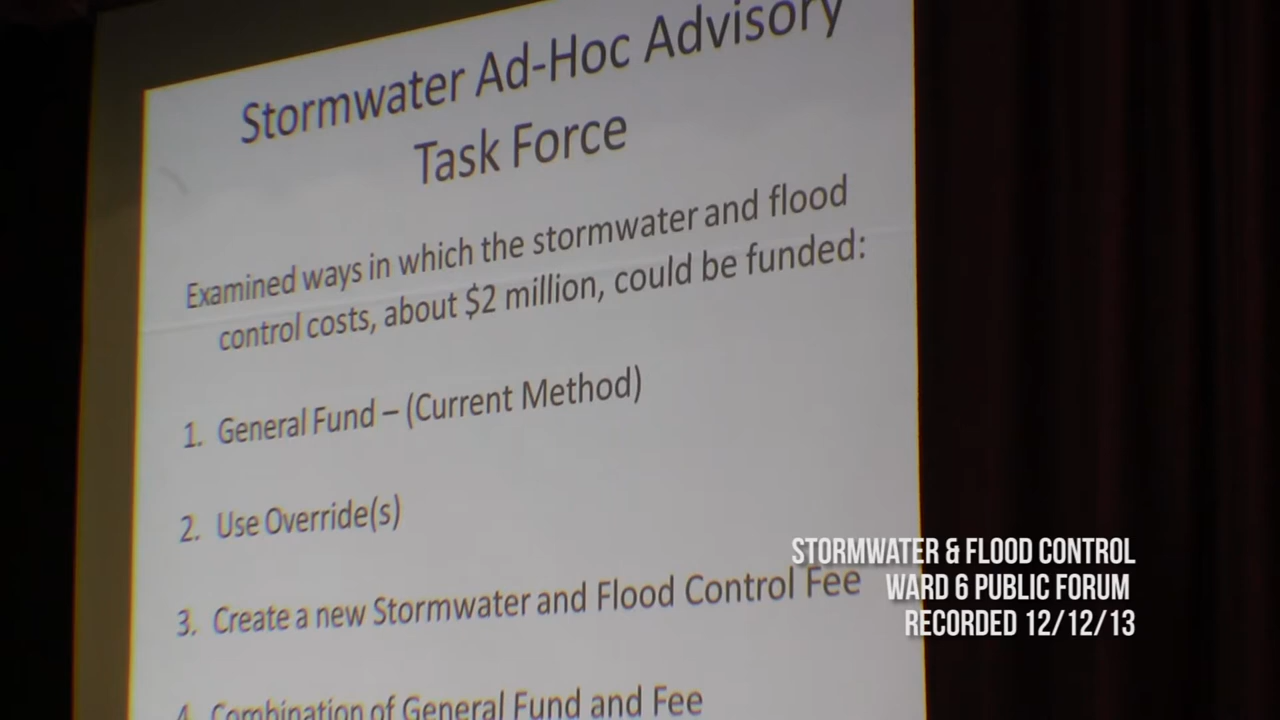 Stormwater Ad-Hoc Advisory
Task Force
Examined ways in which the stormwater and flood
control costs, about $2 million, could be funded:
1. General Fund – (Current Method)
2. Use Override(s)
3. Create a new Stormwater and Flood Control Fee
4. Combination of General Fund and Fee
STORMWATER & FLOOD CONTROL
WARD 6 PUBLIC FORUM
RECORDED 12/12/13